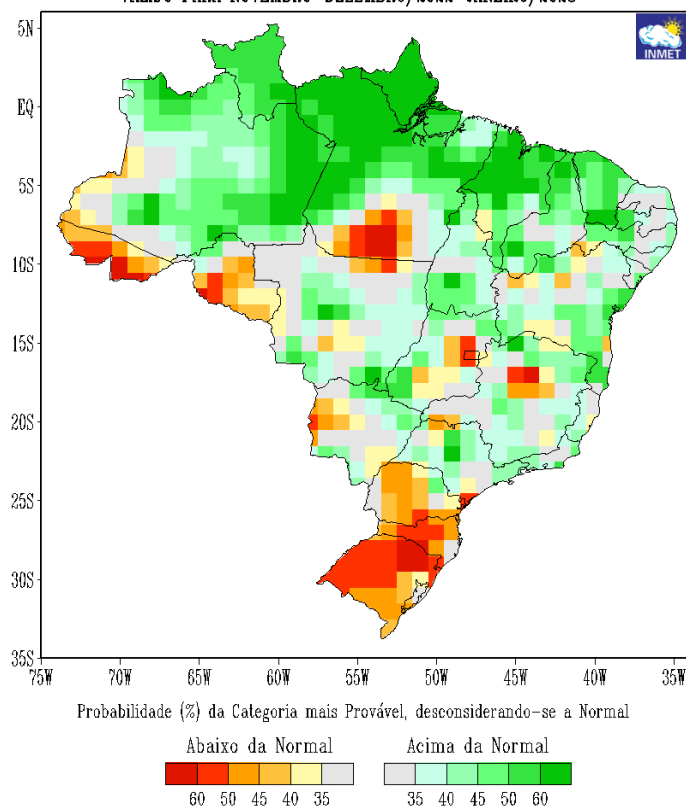 INMET
5N
EQ
5S
10S
15S
20S
25S
30S
35S
75W 70W 65W 60W 55W 50W 45W 40W 35W
Probabilidade (%) da Categoria mais Provável, desconsiderando-se a Normal
Abaixo da Normal Acima da Normal
60 50 45 40 35 35 40 45 50 60